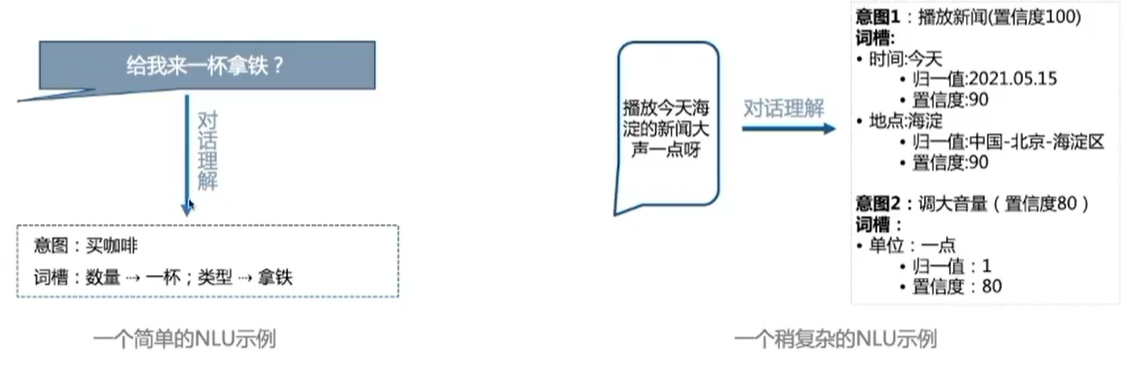 给我来一杯拿铁？
对话理解
意图：买咖啡
词槽：数量 ⇢ 一杯；类型 ⇢ 拿铁
一个简单的NLU示例
播放今天海
淀的新闻大
声一点呀
对话理解
意图1：播放新闻(置信度100)
词槽:
• 时间:今天
• 归一值:2021.05.15
• 置信度:90
• 地点:海淀
• 归一值:中国-北京-海淀区
• 置信度:90
意图2：调大音量（置信度80）
词槽：
• 单位：一点
• 归一值：1
• 置信度：80
一个稍复杂的NLU示例